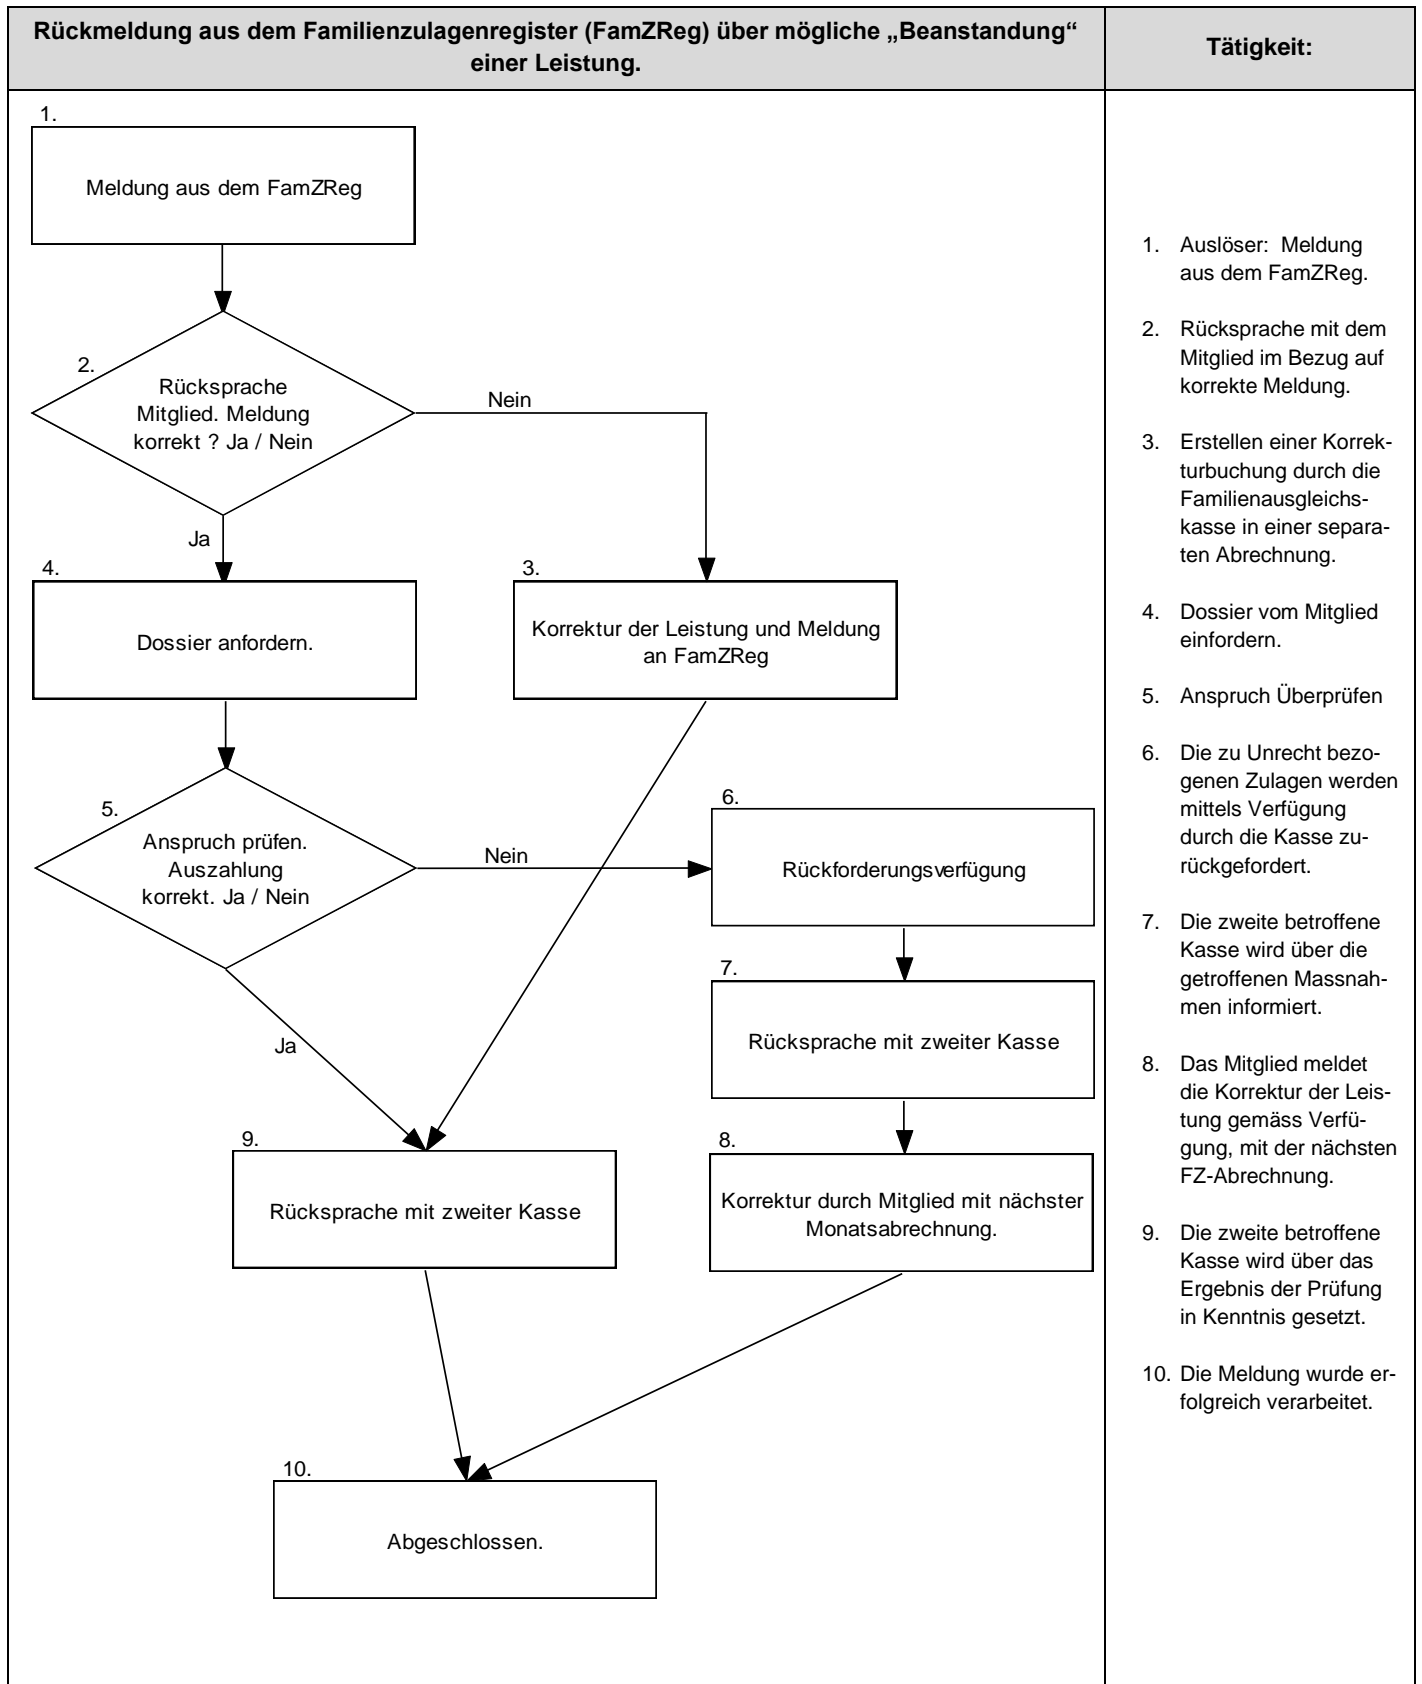 Rückmeldung aus dem Familienzulagenregister (FamZReg) über mögliche „Beanstandung“
einer Leistung.
Tätigkeit:
1.
Meldung aus dem FamZReg
2.
Rücksprache
Mitglied. Meldung
korrekt ? Ja / Nein
Nein
Ja
4.
Dossier anfordern.
3.
Korrektur der Leistung und Meldung
an FamZReg
5.
Anspruch prüfen.
Auszahlung
korrekt. Ja / Nein
Nein
Ja
6.
Rückforderungsverfügung
7.
Rücksprache mit zweiter Kasse
9.
Rücksprache mit zweiter Kasse
8.
Korrektur durch Mitglied mit nächster
Monatsabrechnung.
10.
Abgeschlossen.
1. Auslöser: Meldung
aus dem FamZReg.
2. Rücksprache mit dem
Mitglied im Bezug auf
korrekte Meldung.
3. Erstellen einer Korrek-
turbuchung durch die
Familienausgleichs-
kasse in einer separa-
ten Abrechnung.
4. Dossier vom Mitglied
einfordern.
5. Anspruch Überprüfen
6. Die zu Unrecht bezo-
genen Zulagen werden
mittels Verfügung
durch die Kasse zu-
rückgefordert.
7. Die zweite betroffene
Kasse wird über die
getroffenen Massnah-
men informiert.
8. Das Mitglied meldet
die Korrektur der Leis-
tung gemäss Verfü-
gung, mit der nächsten
FZ-Abrechnung.
9. Die zweite betroffene
Kasse wird über das
Ergebnis der Prüfung
in Kenntnis gesetzt.
10. Die Meldung wurde er-
folgreich verarbeitet.